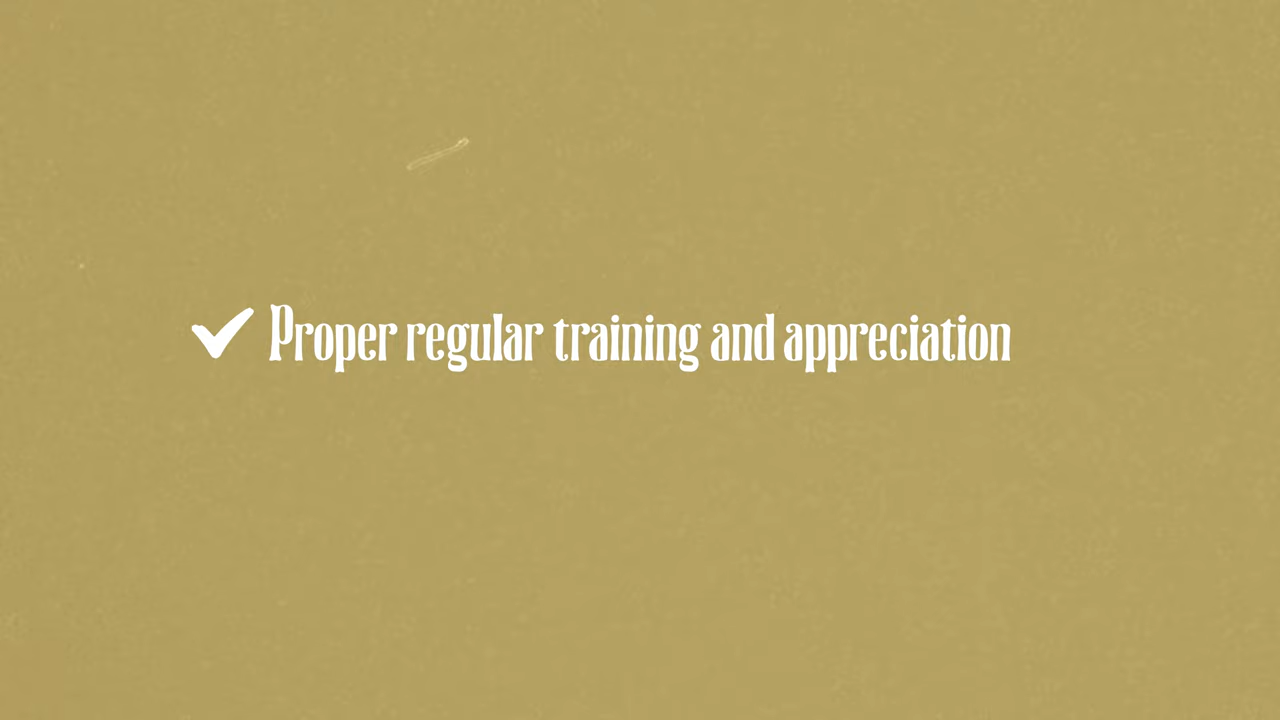 ✔ Proper regular training and appreciation